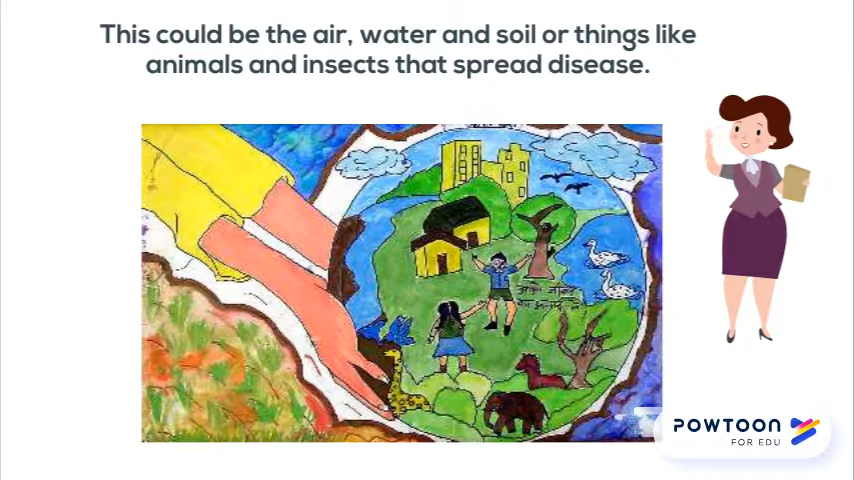 This could be the air, water and soil or things like
animals and insects that spread disease.
POWTOON
FOR EDU